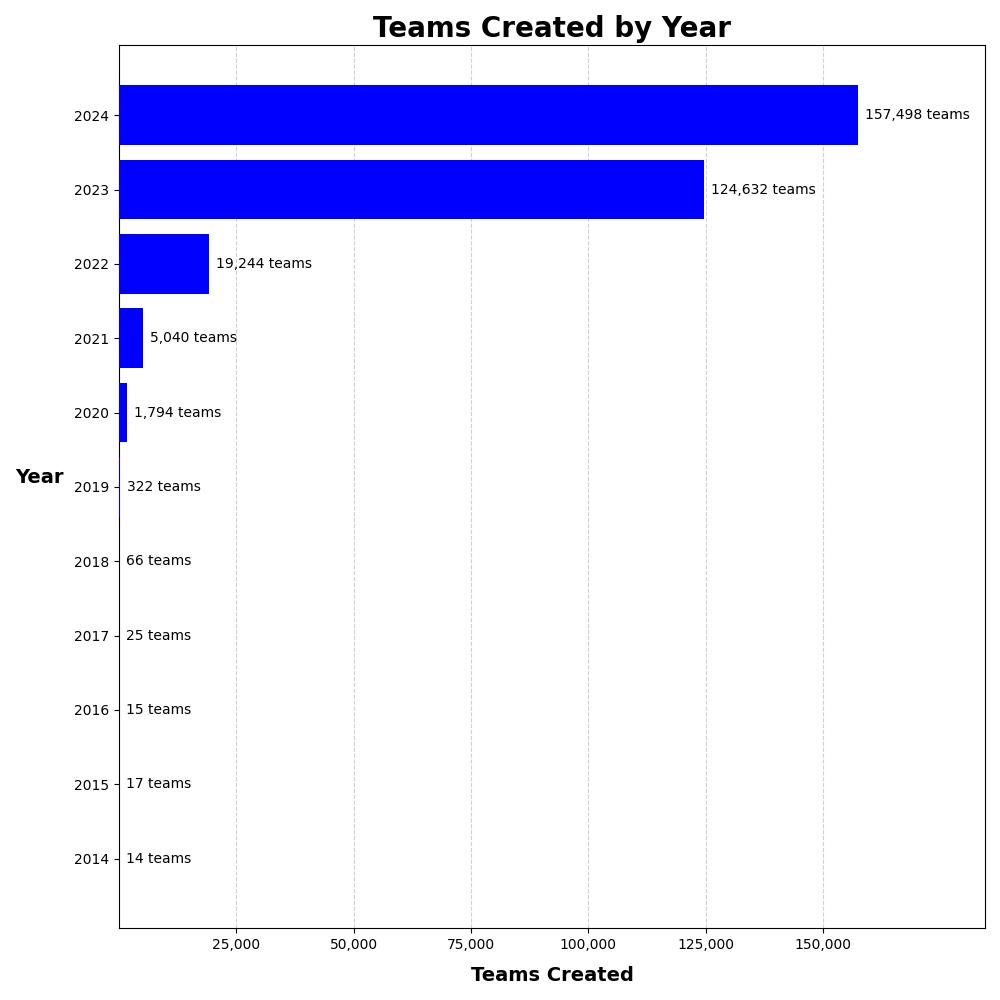 Teams Created by Year
2024 157,498 teams
2023 124,632 teams
2022 19,244 teams
2021 5,040 teams
2020 1,794 teams
Year
2019 322 teams
2018 66 teams
2017 25 teams
2016 15 teams
2015 17 teams
2014 14 teams
25,000 50,000 75,000 100,000 125,000 150,000
Teams Created